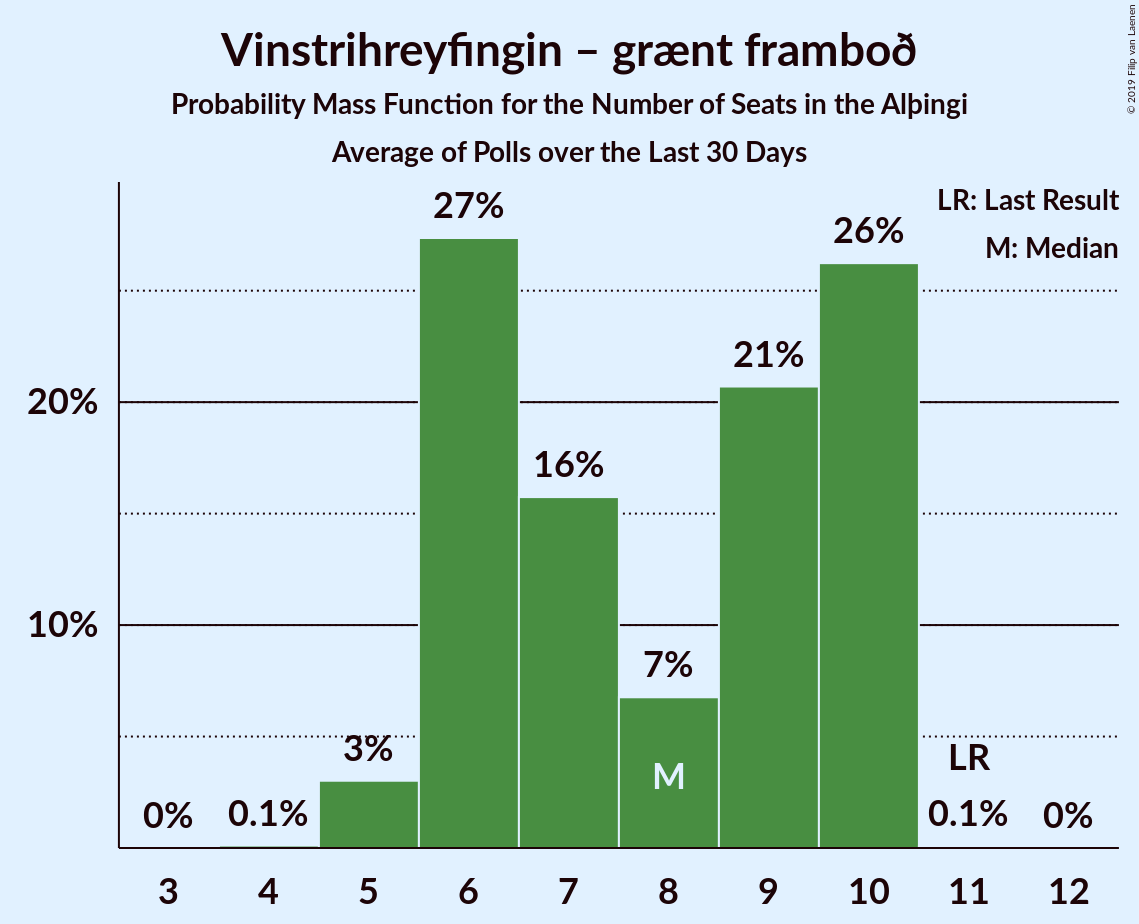 Vinstrihreyfingin – grænt framboð
Probability Mass Function for the Number of Seats in the Alþingi
Average of Polls over the Last 30 Days
© 2019 Filip van Laenen
LR: Last Result
M: Median
27%
26%
21%
20%
16%
10%
7%
3%
M
LR
0%
0.1%
0.1%
0%
3 4 5 6 7 8 9 10 11 12